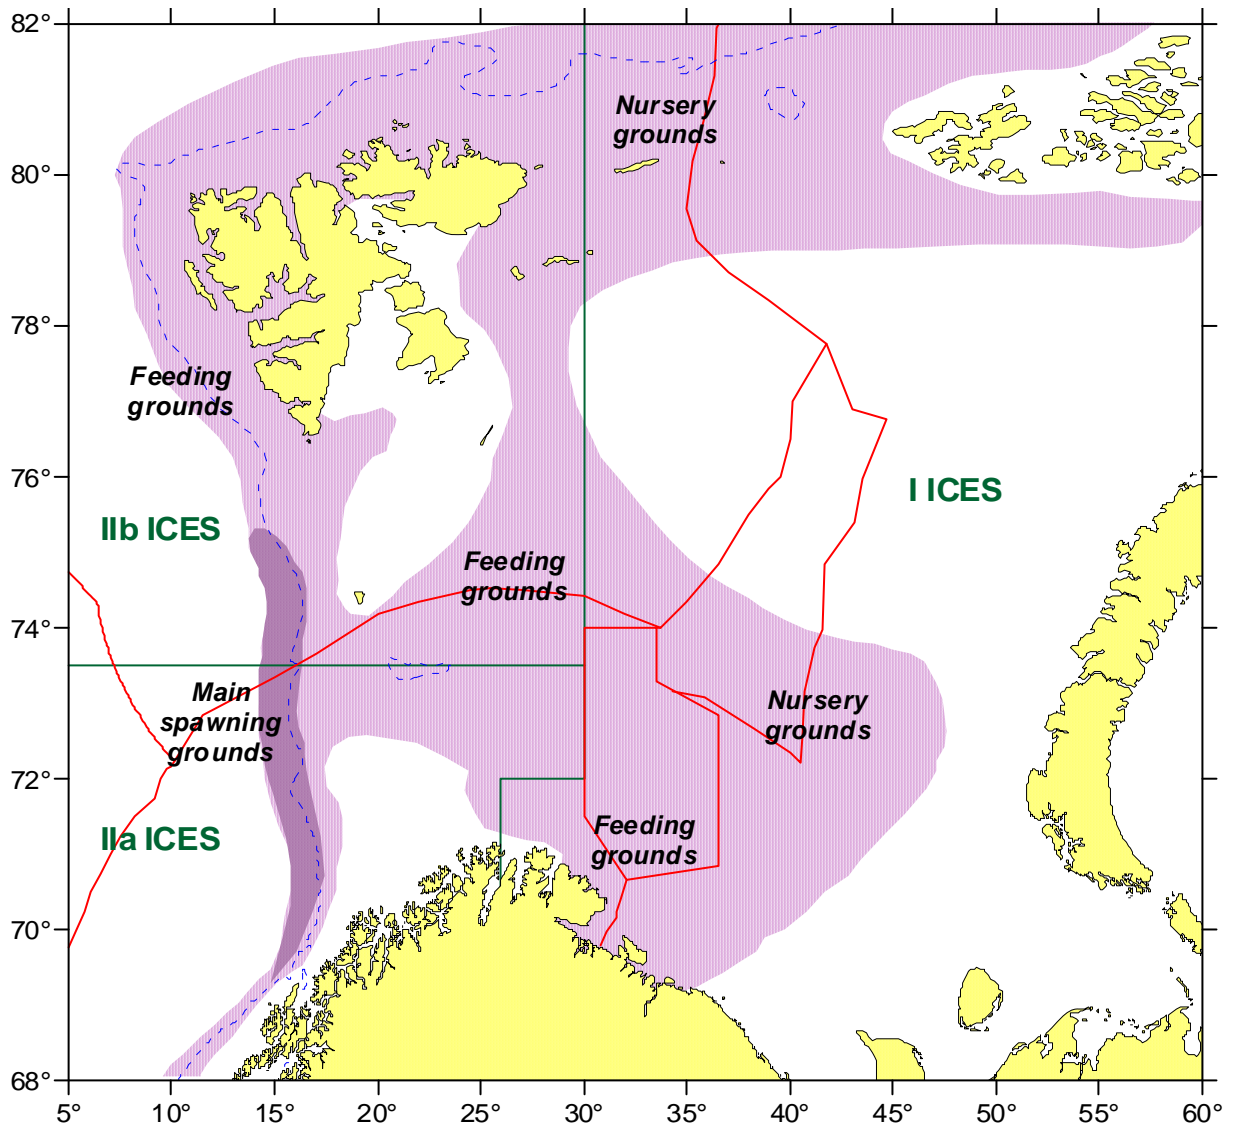 82°
Nursery
grounds
80°
78°
Feeding
grounds
76°
I ICES
IIb ICES
Feeding
grounds
74°
Main
spawning
grounds
Nursery
grounds
72°
IIa ICES
Feeding
grounds
70°
68°
5° 10° 15° 20° 25° 30° 35° 40° 45° 50° 55° 60°